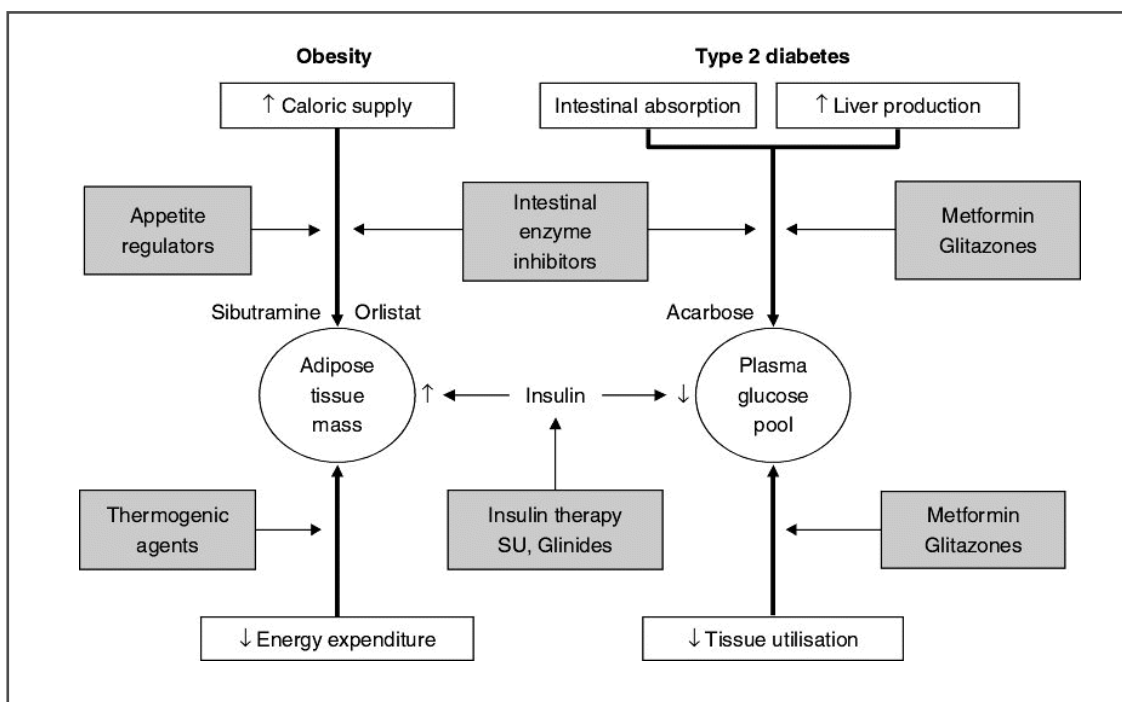 Obesity
Type 2 diabetes
↑ Caloric supply
Intestinal absorption
↑ Liver production
Appetite
regulators
Intestinal
enzyme
inhibitors
Metformin
Glitazones
Sibutramine
Orlistat
Acarbose
Adipose
tissue
mass
↑
Insulin
↓
Plasma
glucose
pool
Thermogenic
agents
Insulin therapy
SU, Glinides
Metformin
Glitazones
↓ Energy expenditure
↓ Tissue utilisation